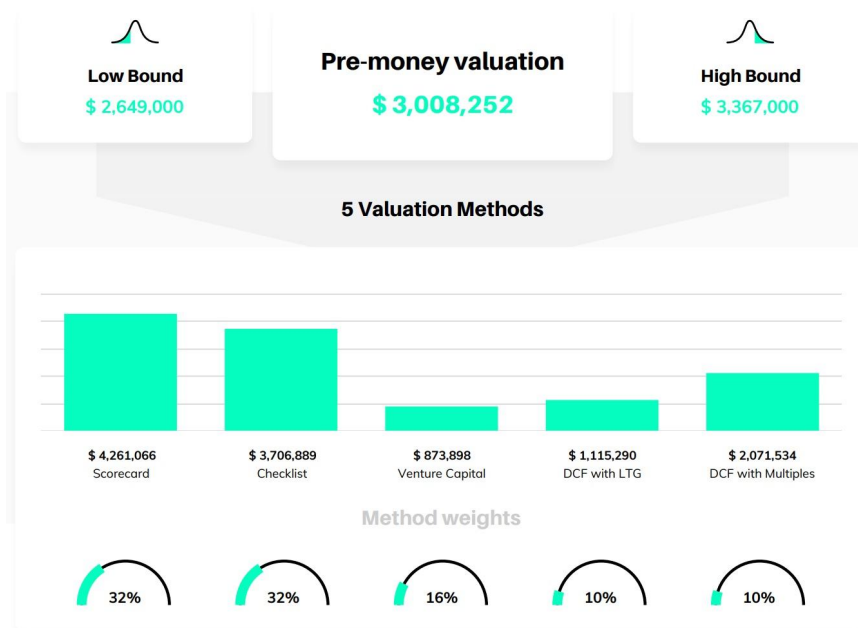 Low Bound
$ 2,649,000
Pre-money valuation
$ 3,008,252
High Bound
$ 3,367,000
5 Valuation Methods
$ 4,261,066
Scorecard
$ 3,706,889
Checklist
$ 873,898
Venture Capital
$ 1,115,290
DCF with LTG
$ 2,071,534
DCF with Multiples
Method weights
32%
32%
16%
10%
10%